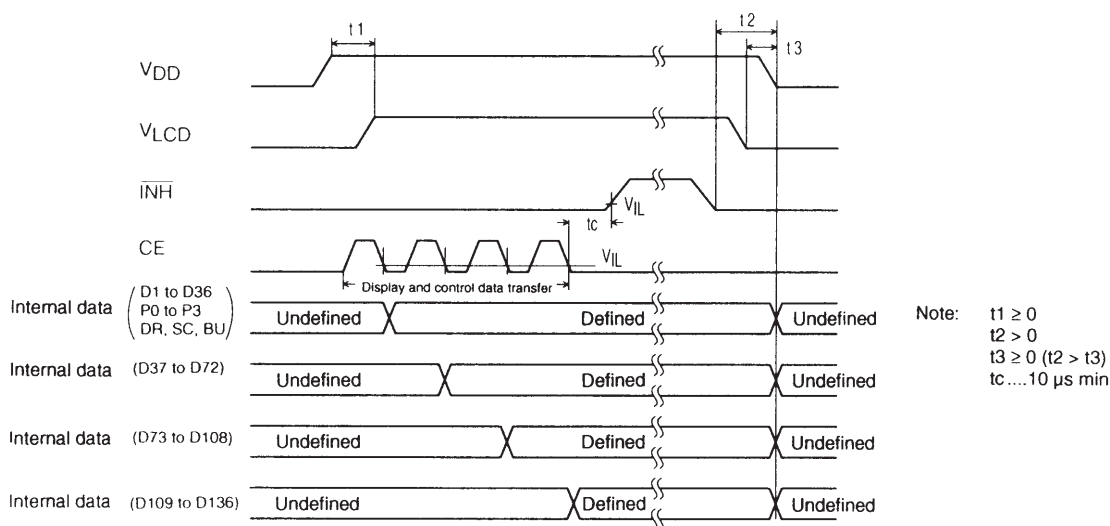 t1
t2
t3
VDD
VLCD
INH
VIL
tc
CE
VIL
Display and control data transfer
Internal data
D1 to D36
P0 to P3
DR, SC, BU
Undefined
Defined
Undefined
Internal data (D37 to D72)
Undefined
Defined
Undefined
Internal data (D73 to D108)
Undefined
Defined
Undefined
Internal data (D109 to D136)
Undefined
Defined
Undefined
Note: t1 ≥ 0
t2 > 0
t3 ≥ 0 (t2 > t3)
tc....10 µs min